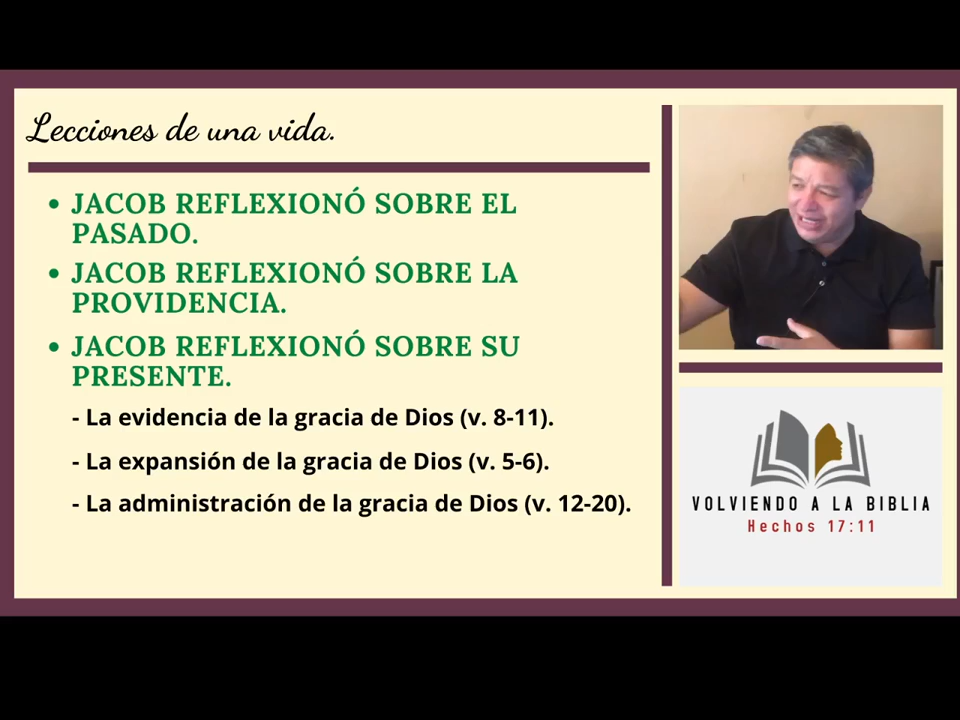 Lecciones de una vida.
• JACOB REFLEXIONÓ SOBRE EL
PASADO.
• JACOB REFLEXIONÓ SOBRE LA
PROVIDENCIA.
• JACOB REFLEXIONÓ SOBRE SU
PRESENTE.
- La evidencia de la gracia de Dios (v. 8-11).
- La expansión de la gracia de Dios (v. 5-6).
- La administración de la gracia de Dios (v. 12-20).
VOLVIENDO A LA BIBLIA
Hechos 17:11